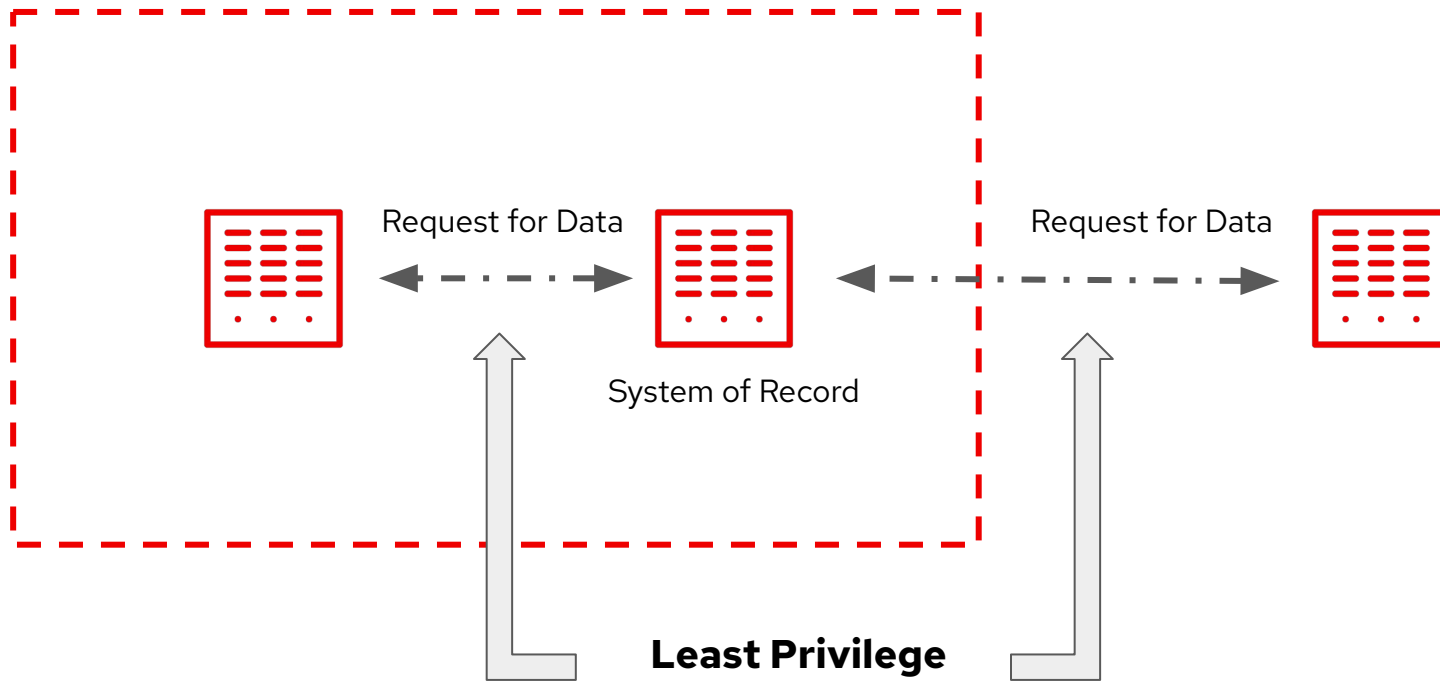 Request for Data
Request for Data
System of Record
Least Privilege